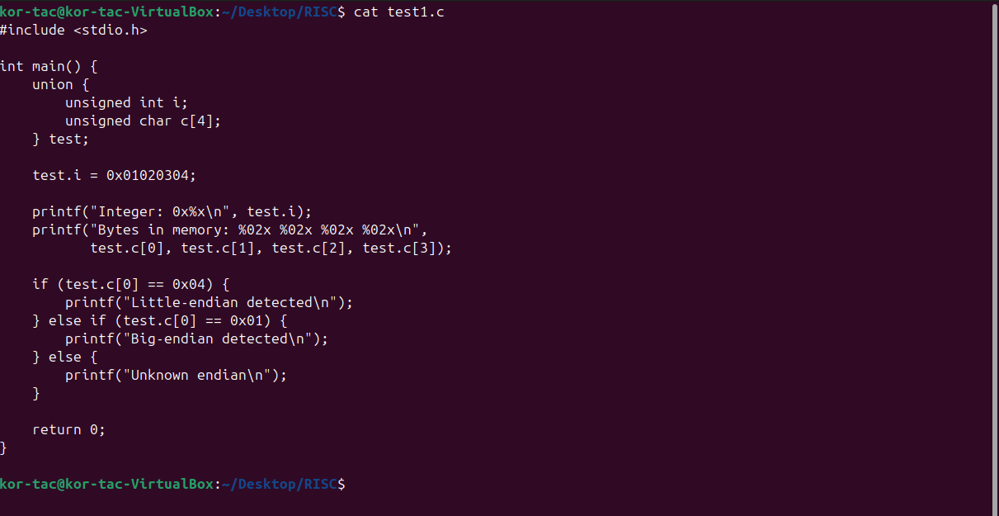 kor-tac@kor-tac-VirtualBox:~/Desktop/RISC$ cat test1.c
#include <stdio.h>

int main() {
    union {
        unsigned int i;
        unsigned char c[4];
    } test;

    test.i = 0x01020304;

    printf("Integer: 0x%x\n", test.i);
    printf("Bytes in memory: %02x %02x %02x %02x\n",
           test.c[0], test.c[1], test.c[2], test.c[3]);

    if (test.c[0] == 0x04) {
        printf("Little-endian detected\n");
    } else if (test.c[0] == 0x01) {
        printf("Big-endian detected\n");
    } else {
        printf("Unknown endian\n");
    }

    return 0;
}

kor-tac@kor-tac-VirtualBox:~/Desktop/RISC$